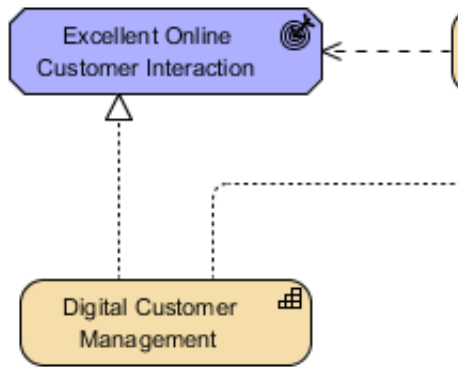 Excellent Online
Customer Interaction
Digital Customer
Management